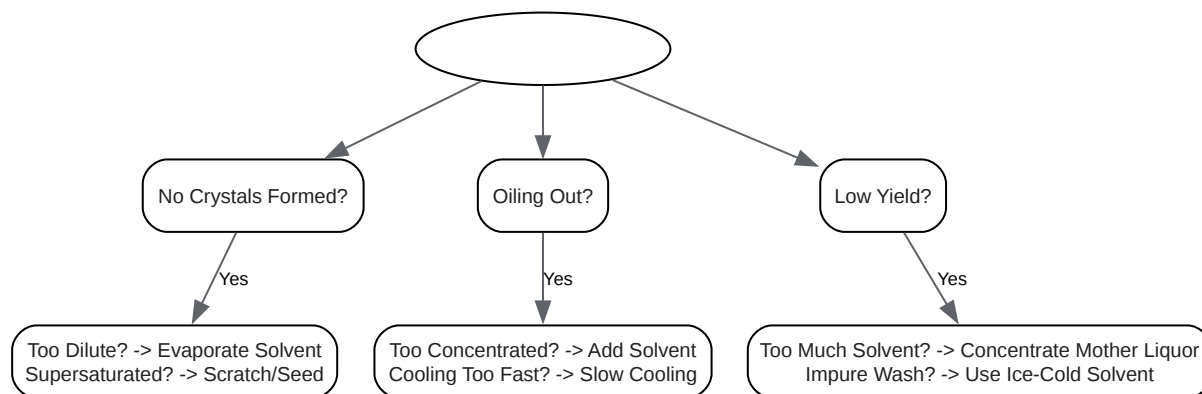 No Crystals Formed?
Oiling Out?
Low Yield?
Yes
Yes
Yes
Too Dilute? -> Evaporate Solvent
Supersaturated? -> Scratch/Seed
Too Concentrated? -> Add Solvent
Cooling Too Fast? -> Slow Cooling
Too Much Solvent? -> Concentrate Mother Liquor
Impure Wash? -> Use Ice-Cold Solvent